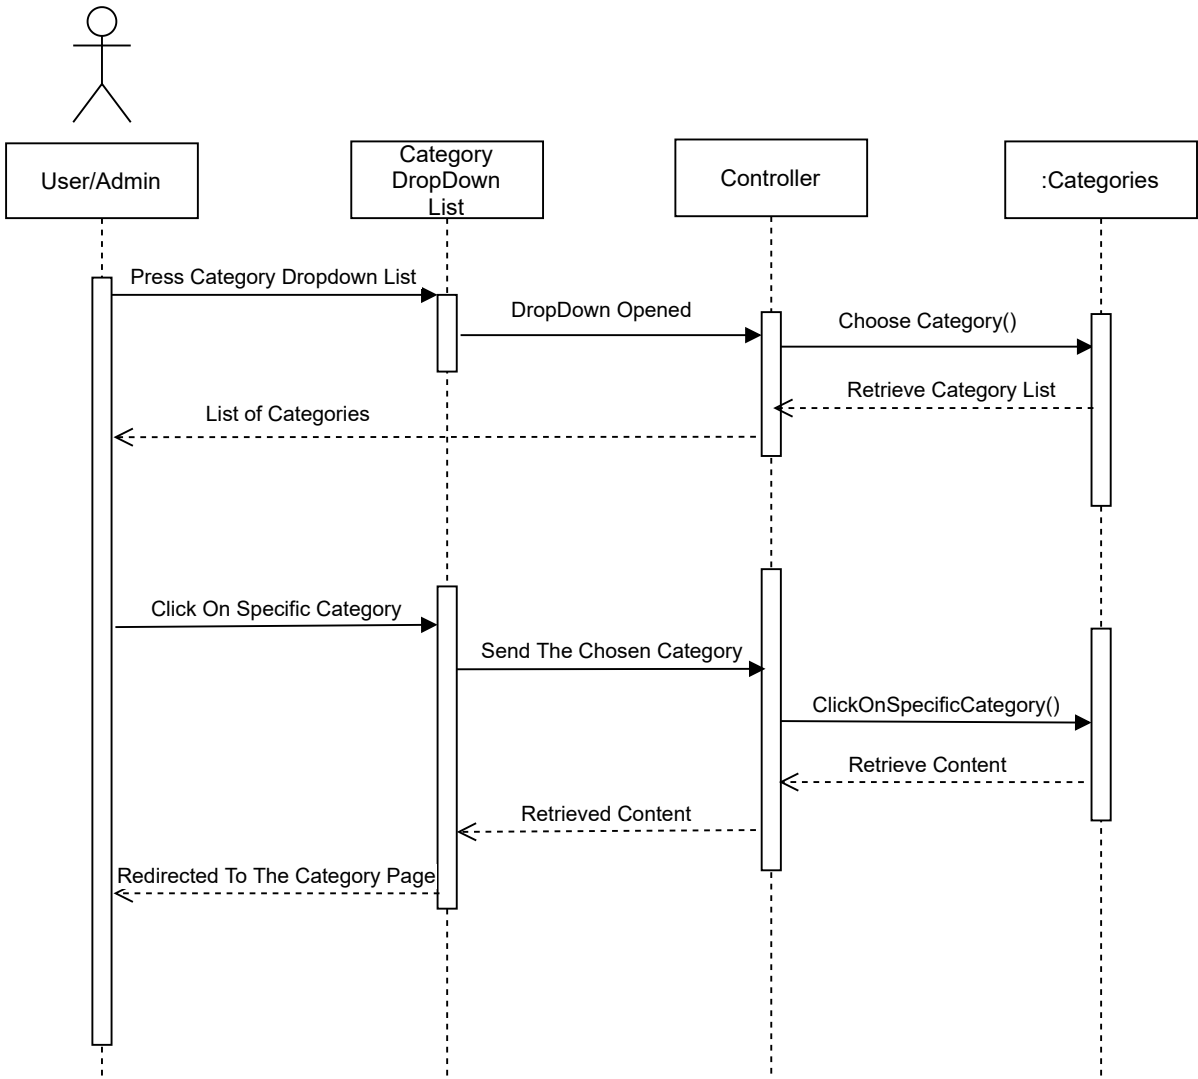 User/Admin
Category
DropDown
List
Controller
:Categories
Press Category Dropdown List
DropDown Opened
Choose Category()
Retrieve Category List
List of Categories
Click On Specific Category
Send The Chosen Category
ClickOnSpecificCategory()
Retrieve Content
Retrieved Content
Redirected To The Category Page